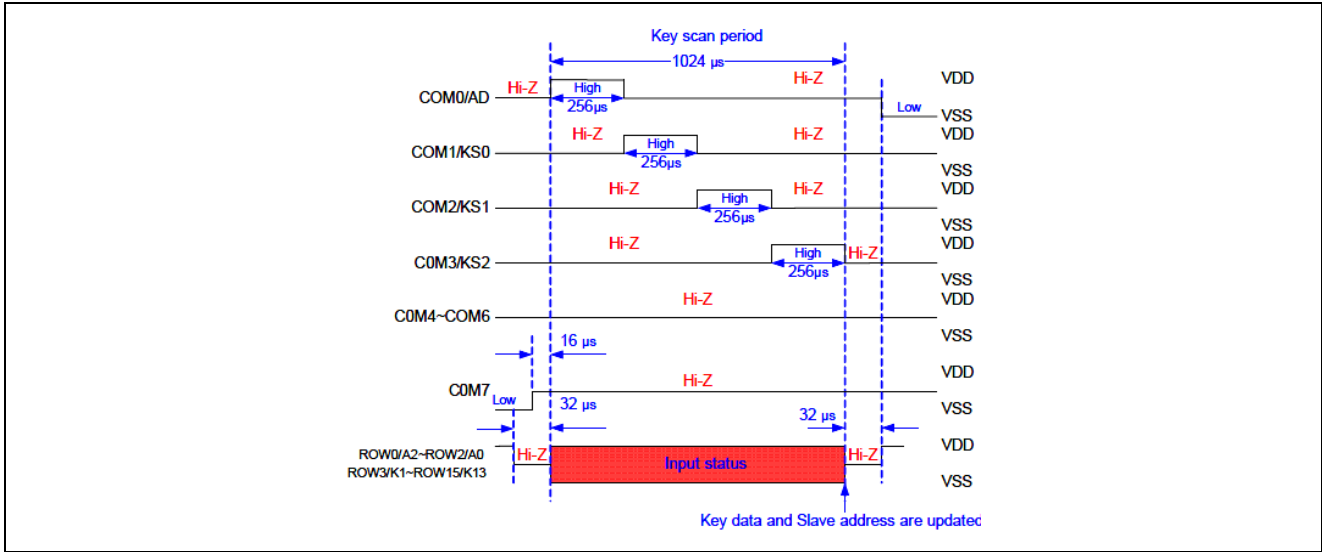 Key scan period
1024 µs
Hi-Z
Hi-Z
VDD
COM0/AD
High
256µs
Low
VSS
Hi-Z
Hi-Z
VDD
COM1/KS0
High
256µs
VSS
Hi-Z
Hi-Z
VDD
COM2/KS1
High
256µs
VSS
Hi-Z
VDD
C0M3/KS2
High
256µs
Hi-Z
VSS
Hi-Z
VDD
C0M4~COM6
VSS
16 µs
VDD
C0M7
Hi-Z
Low
32 µs
32 µs
VSS
VDD
ROW0/A2~ROW2/A0
ROW3/K1~ROW15/K13
Hi-Z
Input status
Hi-Z
VSS
Key data and Slave address are updated